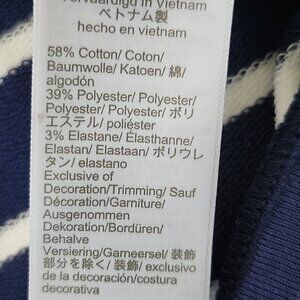 Vervaardigd in Vietnam
ベトナム製
hecho en vietnam
58% Cotton/ Coton/
Baumwolle/ Katoen/ 綿/
algodón
39% Polyester/ Polyester/
Polyester/ Polyester/ ポリ
エステル/ poliéster
3% Elastane/ Élasthanne/
Elastan/ Elastaan/ ポリウレ
タン/ elastano
Exclusive of
Decoration/Trimming/ Sauf
Décoration/Garniture/
Ausgenommen
Dekoration/Bordüren/
Behalve
Versiering/Garneersel/ 装飾
部分を除く/ 装飾/ exclusivo
de la decoración/costura
decorativa